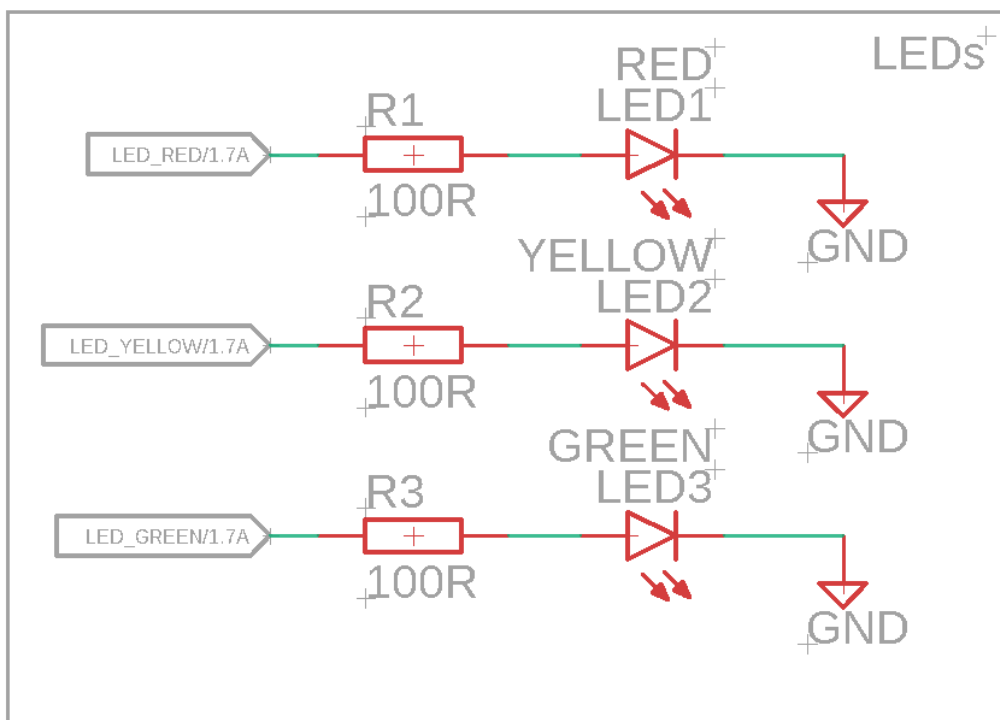 LEDs
RED
LED1
R1
LED_RED/1.7A
100R
GND
YELLOW
LED2
R2
LED_YELLOW/1.7A
100R
GND
GREEN
LED3
R3
LED_GREEN/1.7A
100R
GND